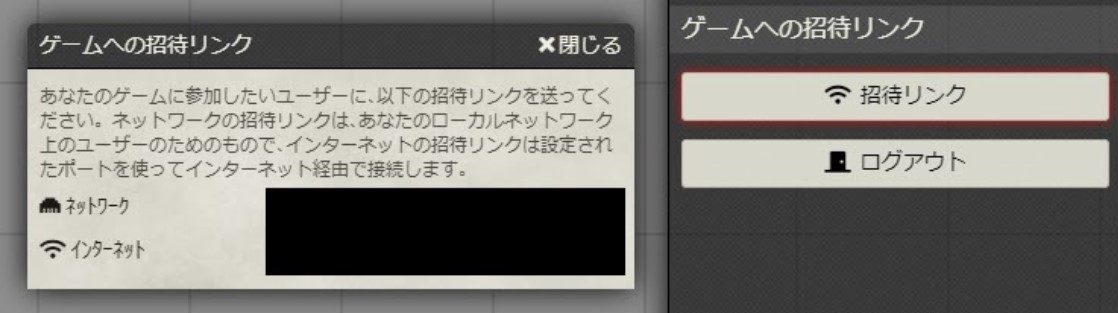 ゲームへの招待リンク
×閉じる
あなたのゲームに参加したいユーザーに、以下の招待リンクを送ってく
ださい。ネットワークの招待リンクは、あなたのローカルネットワーク
上のユーザーのためのもので、インターネットの招待リンクは設定され
たポートを使ってインターネット経由で接続します。
ネットワーク
インターネット
ゲームへの招待リンク
招待リンク
ログアウト